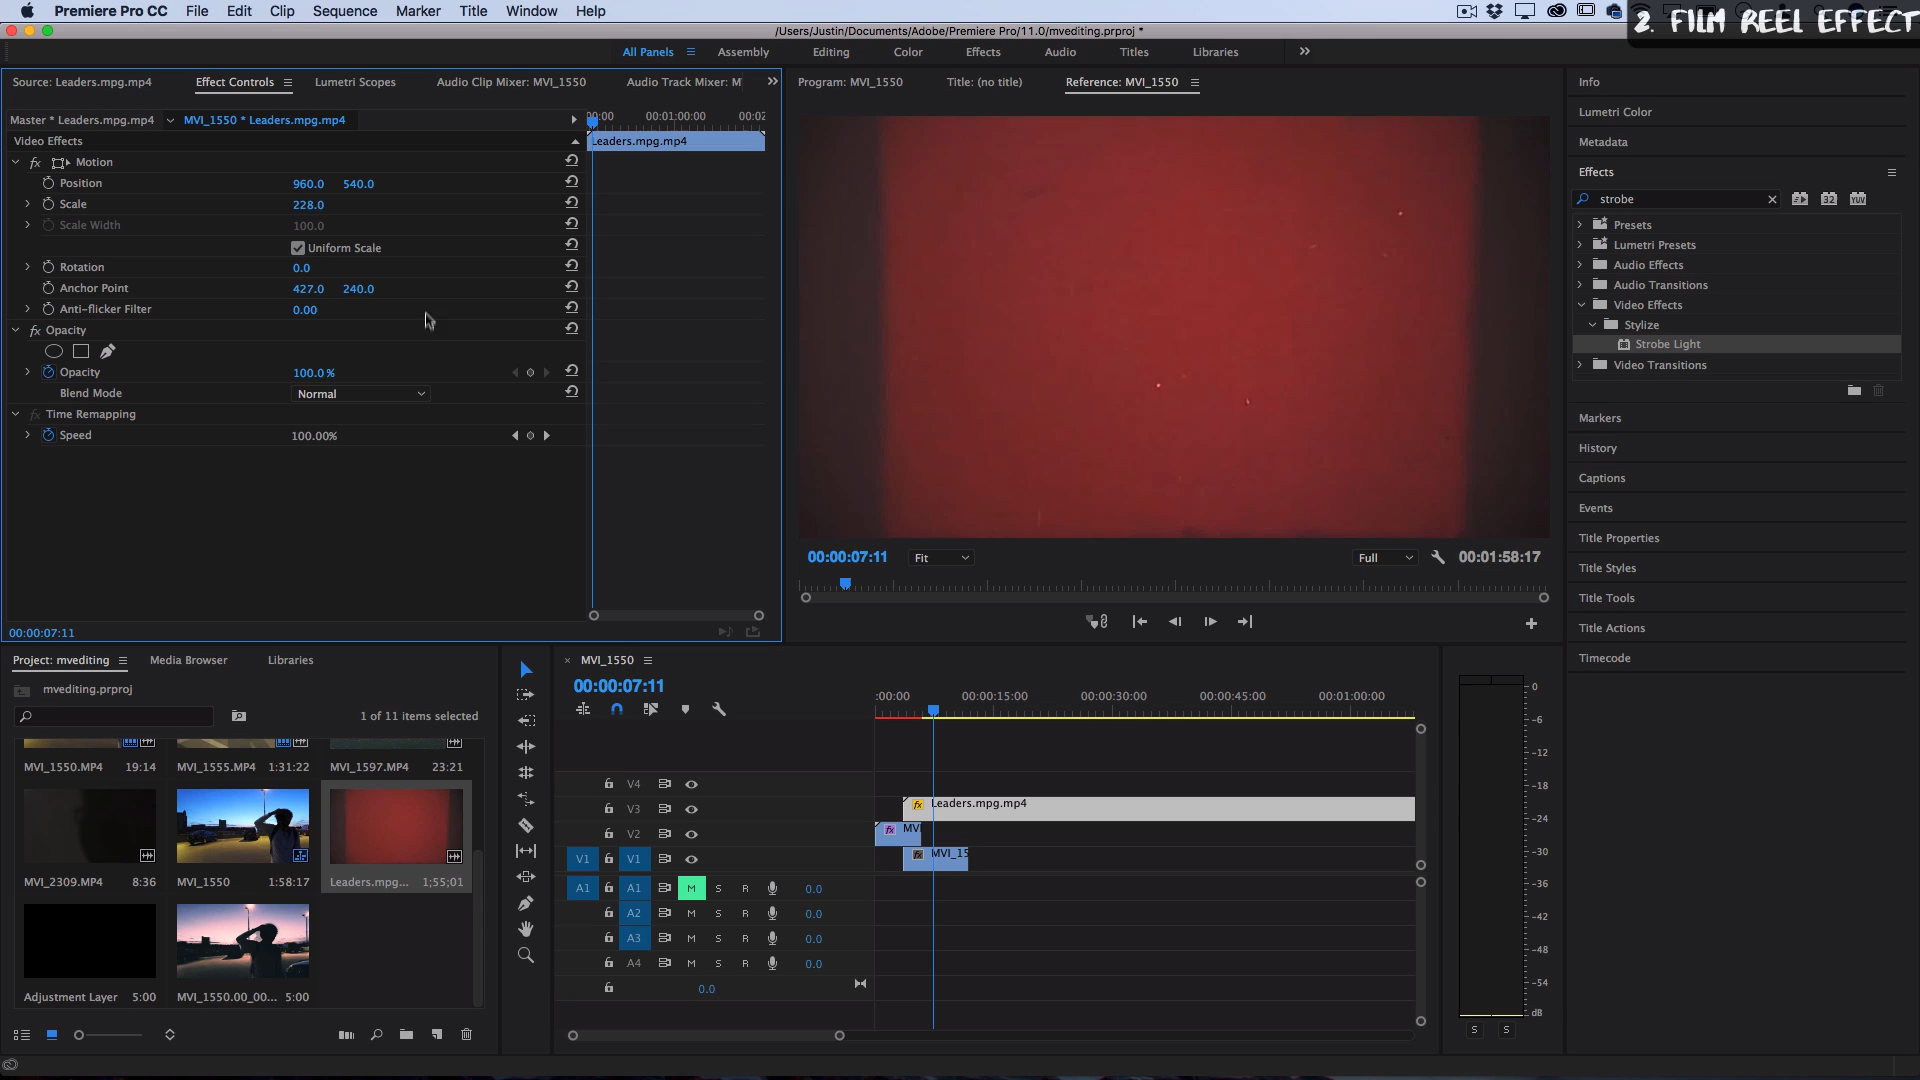 Premiere Pro CC File Edit Clip Sequence Marker Title Window Help
2. FILM REEL EFFECT
/Users/Justin/Documents/Adobe/Premiere Pro/11.0/mvediting.prproj *
All Panels Assembly Editing Color Effects Audio Titles Libraries
Source: Leaders.mpg.mp4 Effect Controls Lumetri Scopes Audio Clip Mixer: MVI_1550 Audio Track Mixer: M
Master * Leaders.mpg.mp4 MVI_1550 * Leaders.mpg.mp4
:00:00 00:01:00:00 00:02
Video Effects
Leaders.mpg.mp4
fx Motion
Position 960.0 540.0
Scale 228.0
Scale Width 100.0
Uniform Scale
Rotation 0.0
Anchor Point 427.0 240.0
Anti-flicker Filter 0.00
fx Opacity
Opacity 100.0 %
Blend Mode Normal
fx Time Remapping
Speed 100.00%
00:00:07:11
Program: MVI_1550 Title: (no title) Reference: MVI_1550
00:00:07:11 Fit Full 00:01:58:17
Info
Lumetri Color
Metadata
Effects
strobe
32 YUV
Presets
Lumetri Presets
Audio Effects
Audio Transitions
Video Effects
Stylize
Strobe Light
Video Transitions
Markers
History
Captions
Events
Title Properties
Title Styles
Title Tools
Title Actions
Timecode
Project: mvediting Media Browser Libraries
mvediting.prproj
1 of 11 items selected
MVI_1550.MP4 19:14 MVI_1555.MP4 1:31:22 MVI_1597.MP4 23:21
MVI_2309.MP4 8:36 MVI_1550 1:58:17 Leaders.mpg... 1;55;01
Adjustment Layer 5:00 MVI_1550.00_00... 5:00
× MVI_1550
00:00:07:11
:00:00 00:00:15:00 00:00:30:00 00:00:45:00 00:01:00:00
V4
V3 fx Leaders.mpg.mp4
V2 fx MVI
V1 V1 fx MVI_15
A1 A1 M S R 0.0
A2 M S R 0.0
A3 M S R 0.0
A4 M S R 0.0
0.0
0
-6
-12
-18
-24
-30
-36
-42
-48
-54
dB
S S